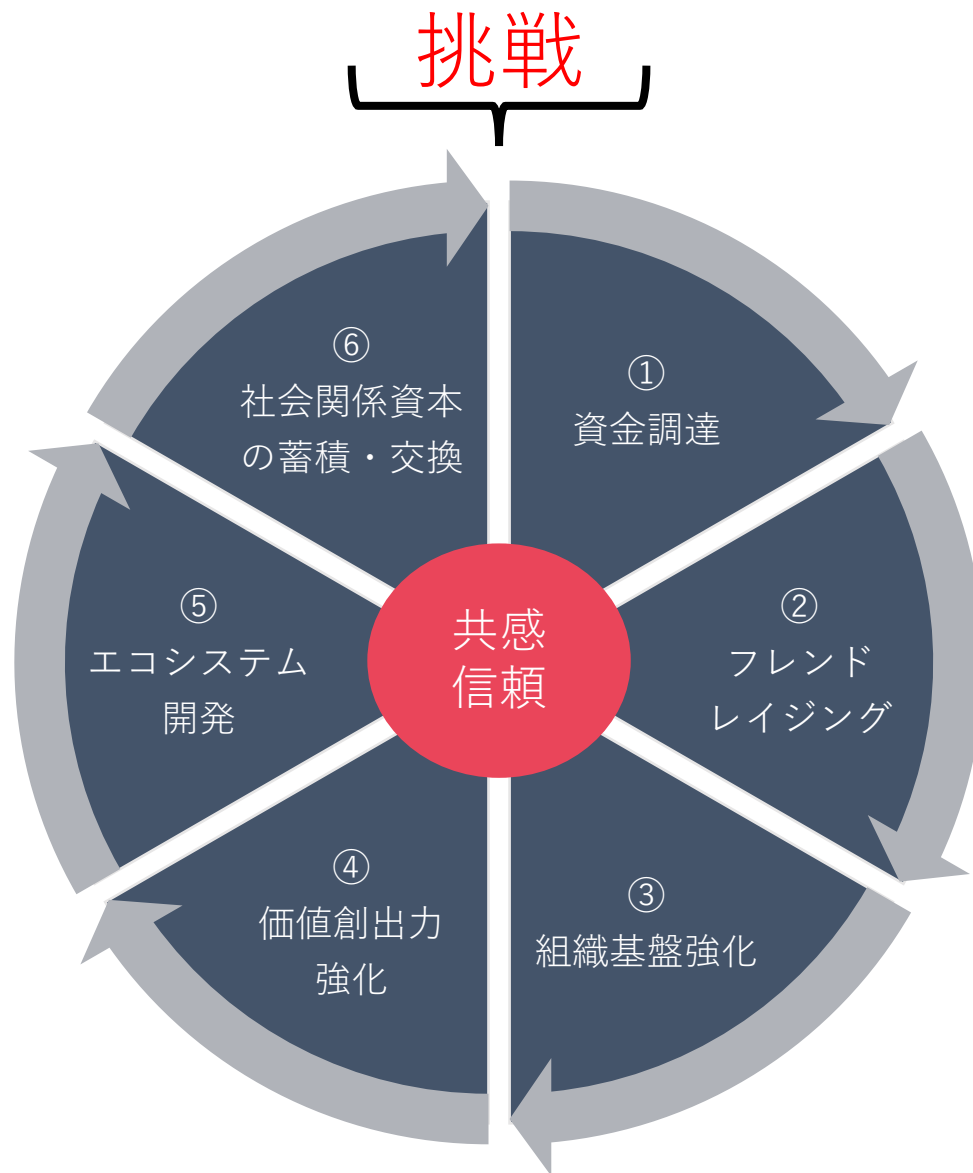 挑戦
①
資金調達
②
フレンド
レイジング
③
組織基盤強化
④
価値創出力
強化
⑤
エコシステム
開発
⑥
社会関係資本
の蓄積・交換
共感
信頼